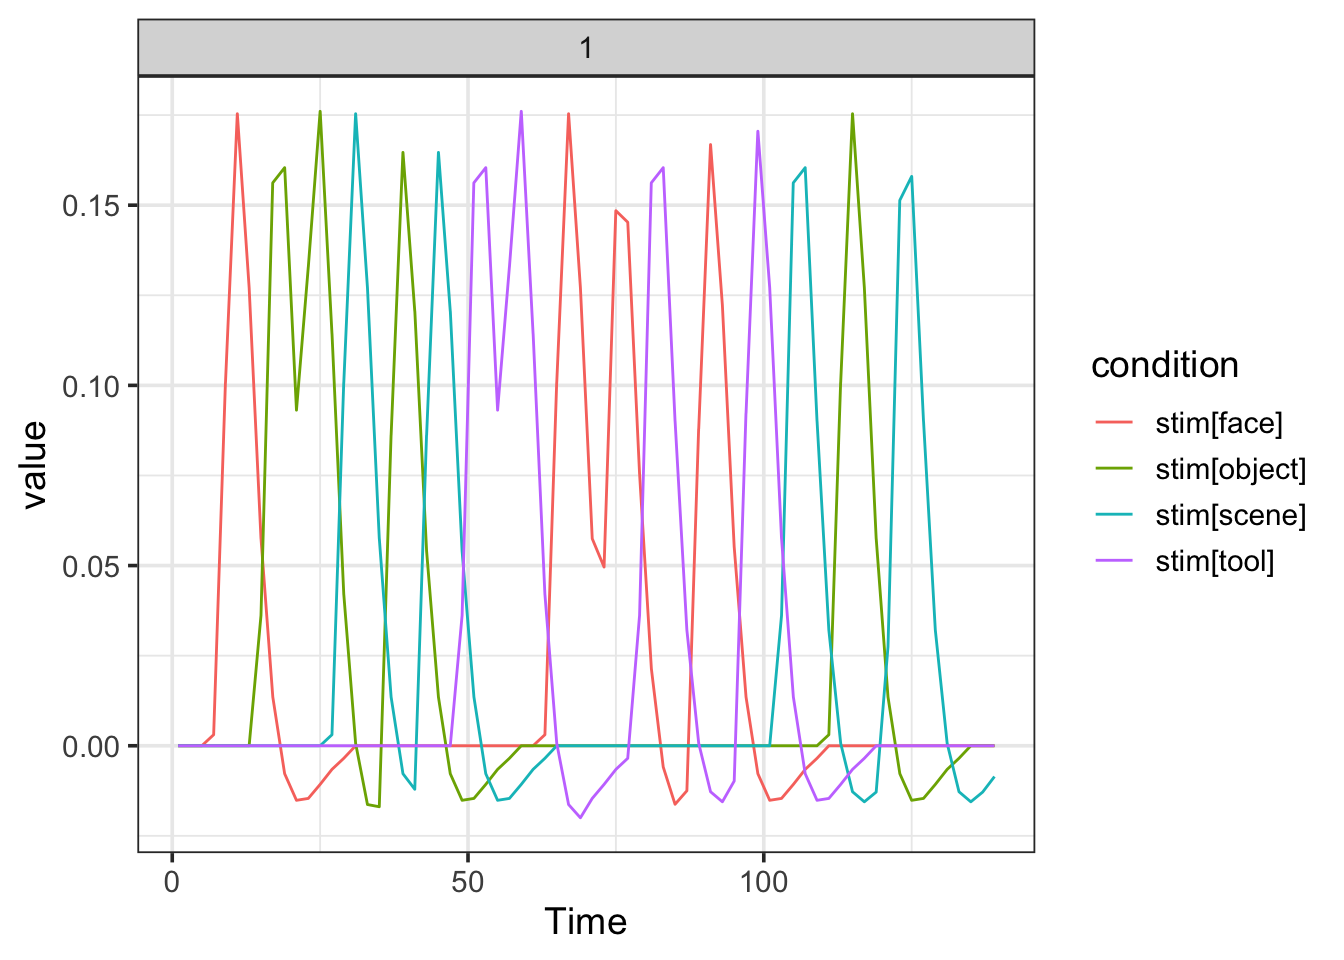 1
0.15
0.10
0.05
0.00
value
0 50 100
Time
condition
stim[face]
stim[object]
stim[scene]
stim[tool]